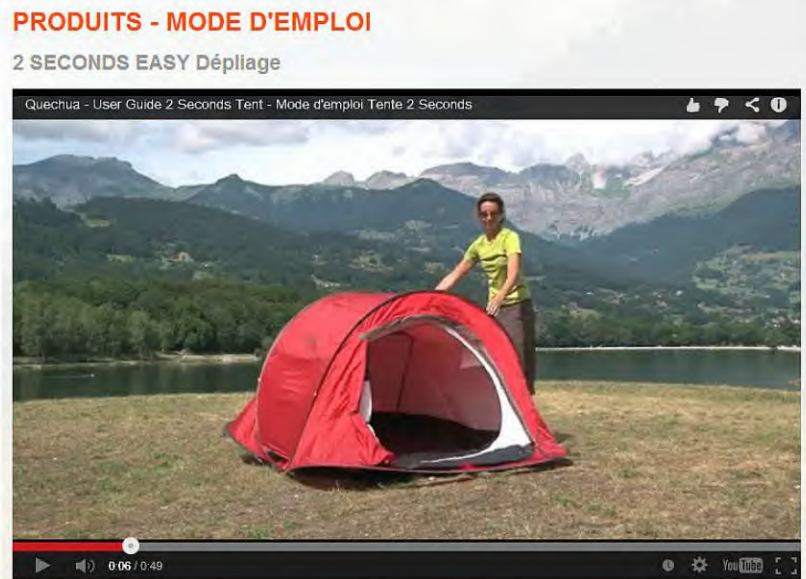 PRODUITS - MODE D'EMPLOI
2 SECONDS EASY Dépliage
Quechua - User Guide 2 Seconds Tent - Mode d'emploi Tente 2 Seconds
0:06 / 0:49
YouTube